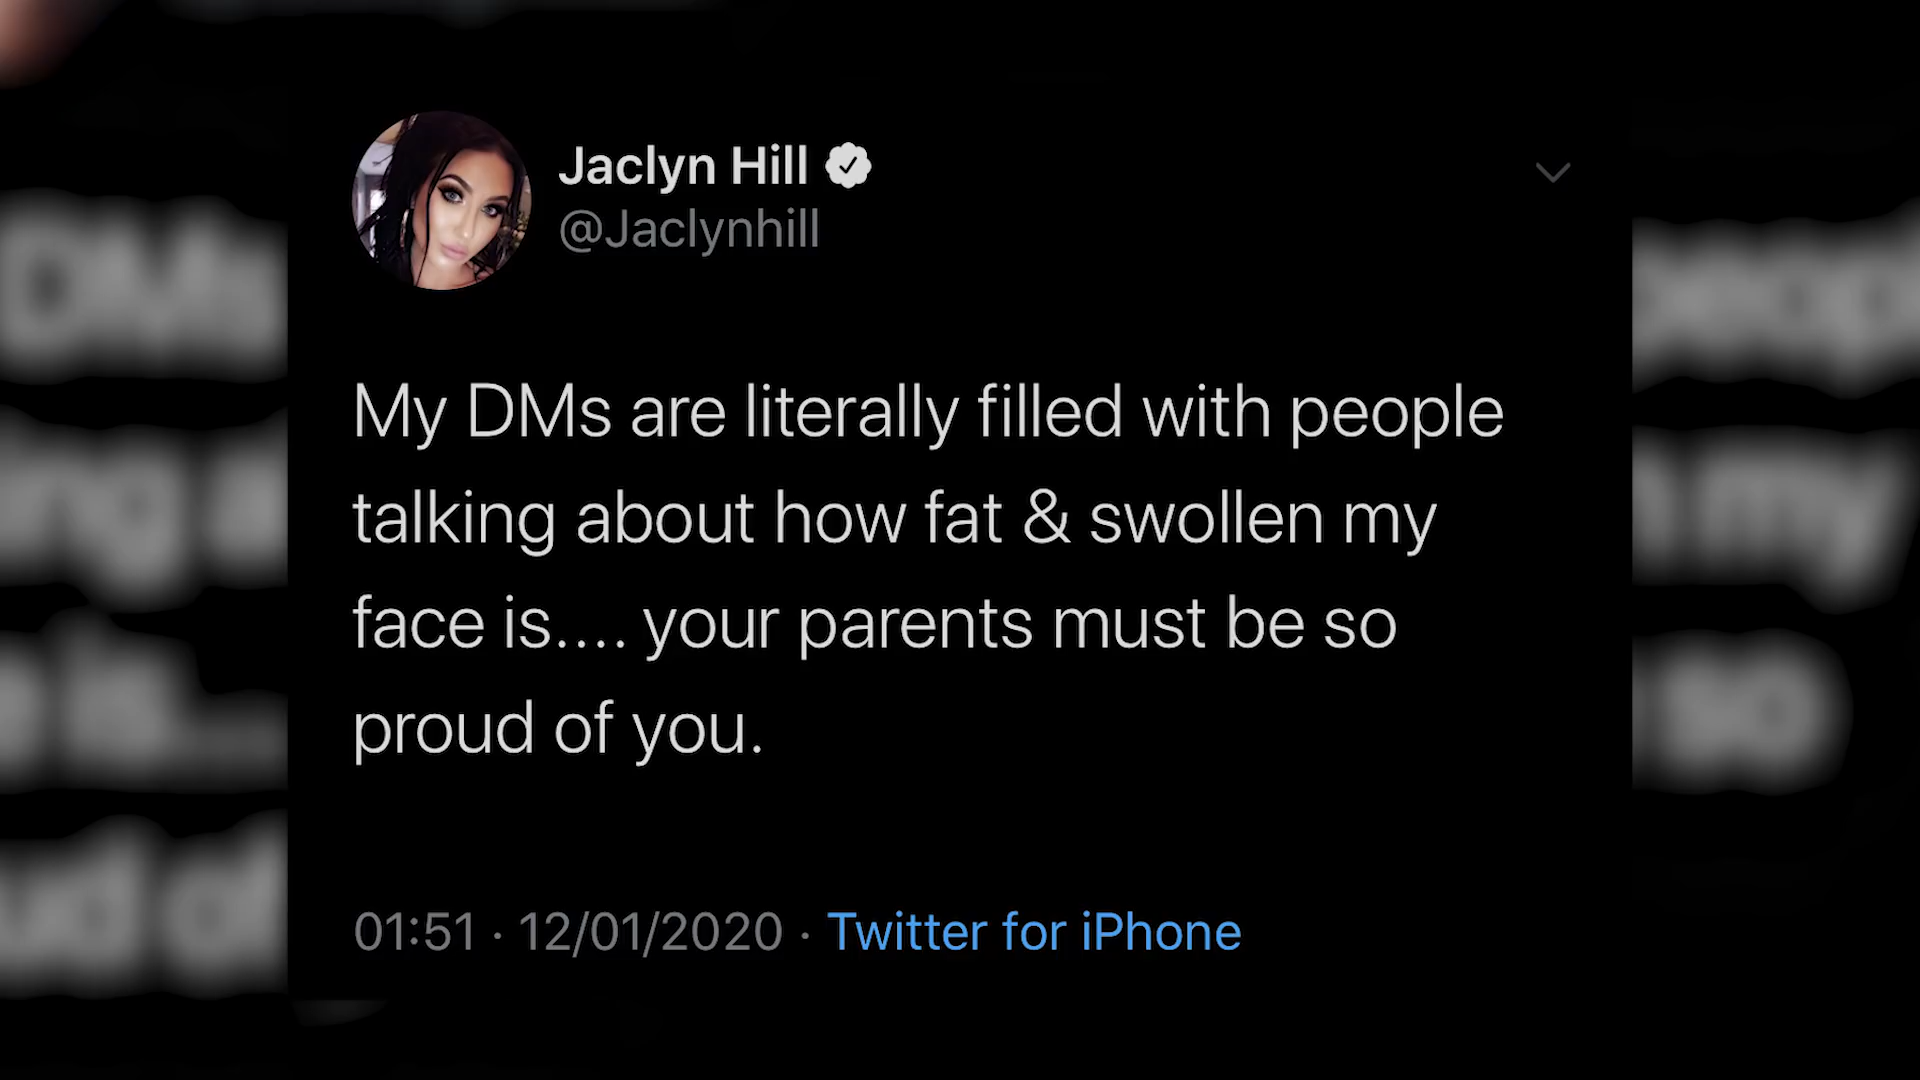 Jaclyn Hill
@Jaclynhill
My DMs are literally filled with people
talking about how fat & swollen my
face is.... your parents must be so
proud of you.
01:51 · 12/01/2020 · Twitter for iPhone